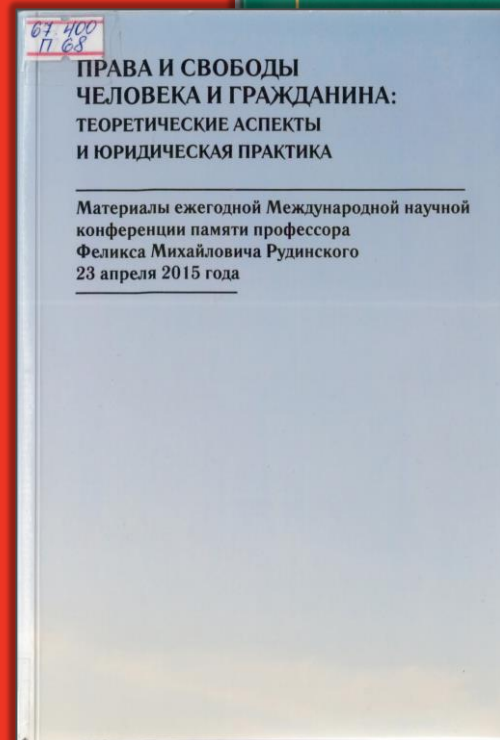 67.400
П 68
ПРАВА И СВОБОДЫ
ЧЕЛОВЕКА И ГРАЖДАНИНА:
ТЕОРЕТИЧЕСКИЕ АСПЕКТЫ
И ЮРИДИЧЕСКАЯ ПРАКТИКА
Материалы ежегодной Международной научной
конференции памяти профессора
Феликса Михайловича Рудинского
23 апреля 2015 года